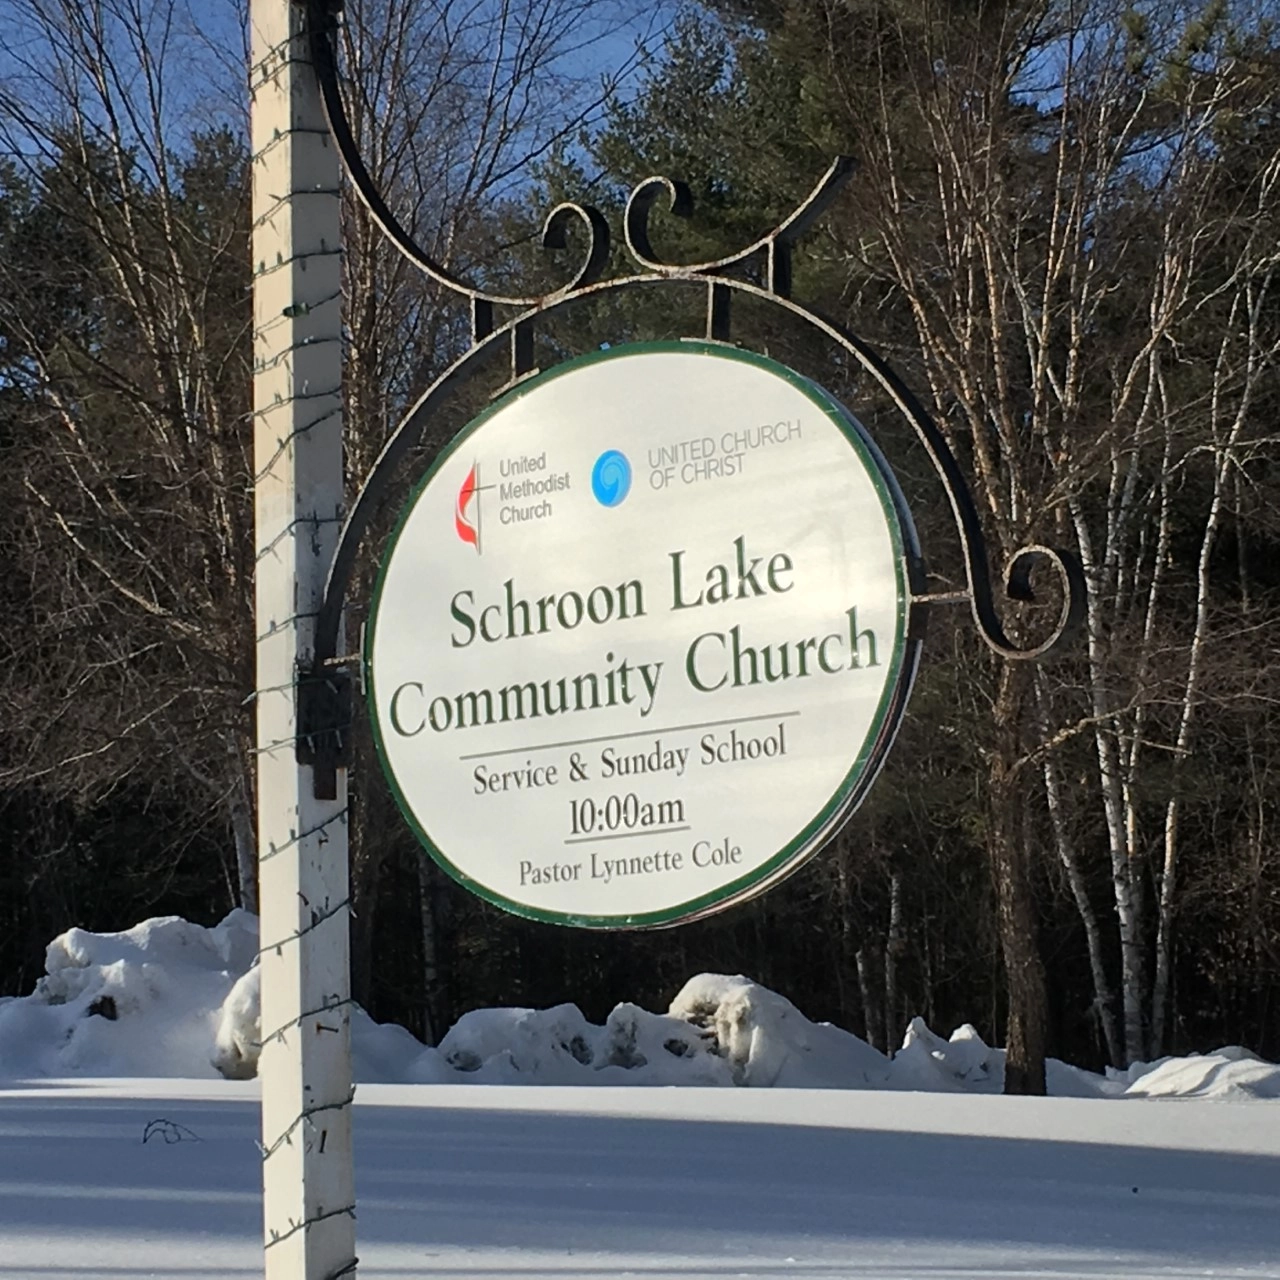 United
Methodist
Church
UNITED CHURCH
OF CHRIST
Schroon Lake
Community Church
Service & Sunday School
10:00am
Pastor Lynnette Cole